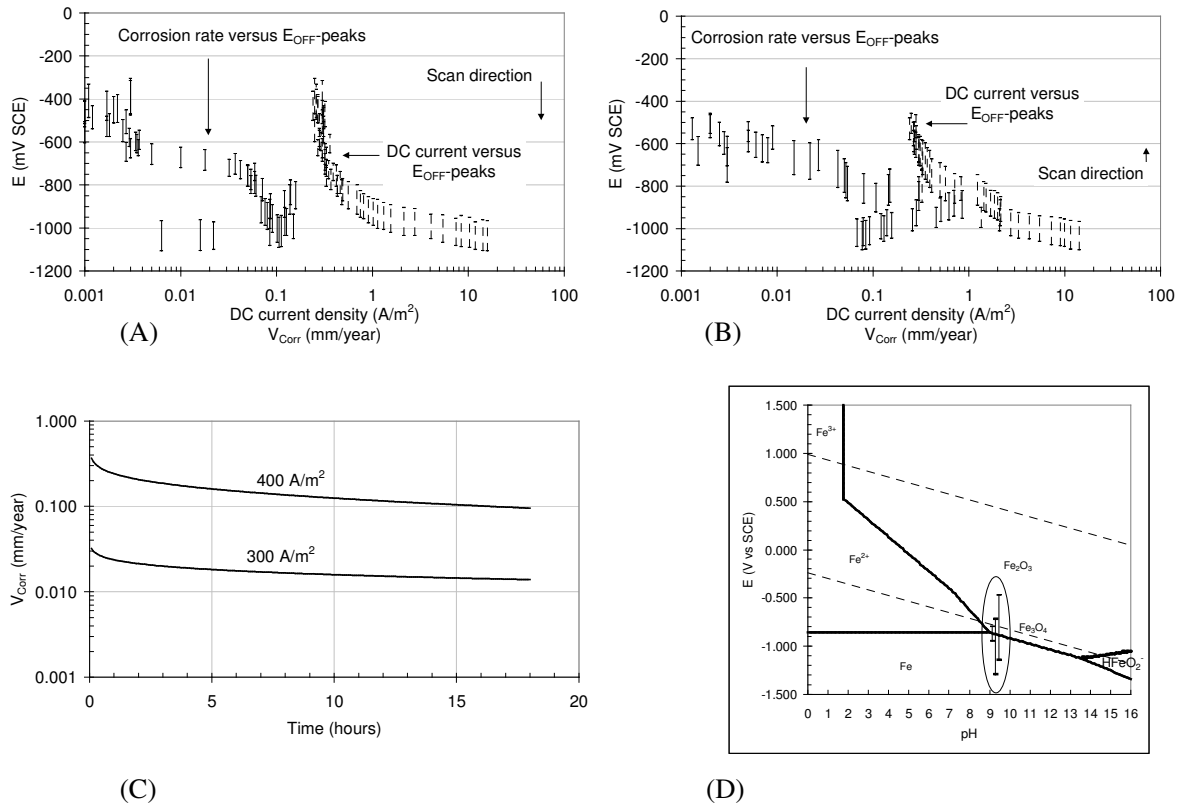 0
-200
-400
-600
-800
-1000
-1200
E (mV SCE)
Corrosion rate versus E_OFF-peaks
Scan direction
DC current versus
E_OFF-peaks
0.001 0.01 0.1 1 10 100
DC current density (A/m²)
V_Corr (mm/year)
(A)
0
-200
-400
-600
-800
-1000
-1200
E (mV SCE)
Corrosion rate versus E_OFF-peaks
DC current versus
E_OFF-peaks
Scan direction
0.001 0.01 0.1 1 10 100
DC current density (A/m²)
V_Corr (mm/year)
(B)
1.000
0.100
0.010
0.001
V_Corr (mm/year)
400 A/m²
300 A/m²
0 5 10 15 20
Time (hours)
(C)
1.500
1.000
0.500
0.000
-0.500
-1.000
-1.500
E (V vs SCE)
Fe³⁺
Fe²⁺
Fe₂O₃
Fe₃O₄
HFeO₂⁻
Fe
0 1 2 3 4 5 6 7 8 9 10 11 12 13 14 15 16
pH
(D)